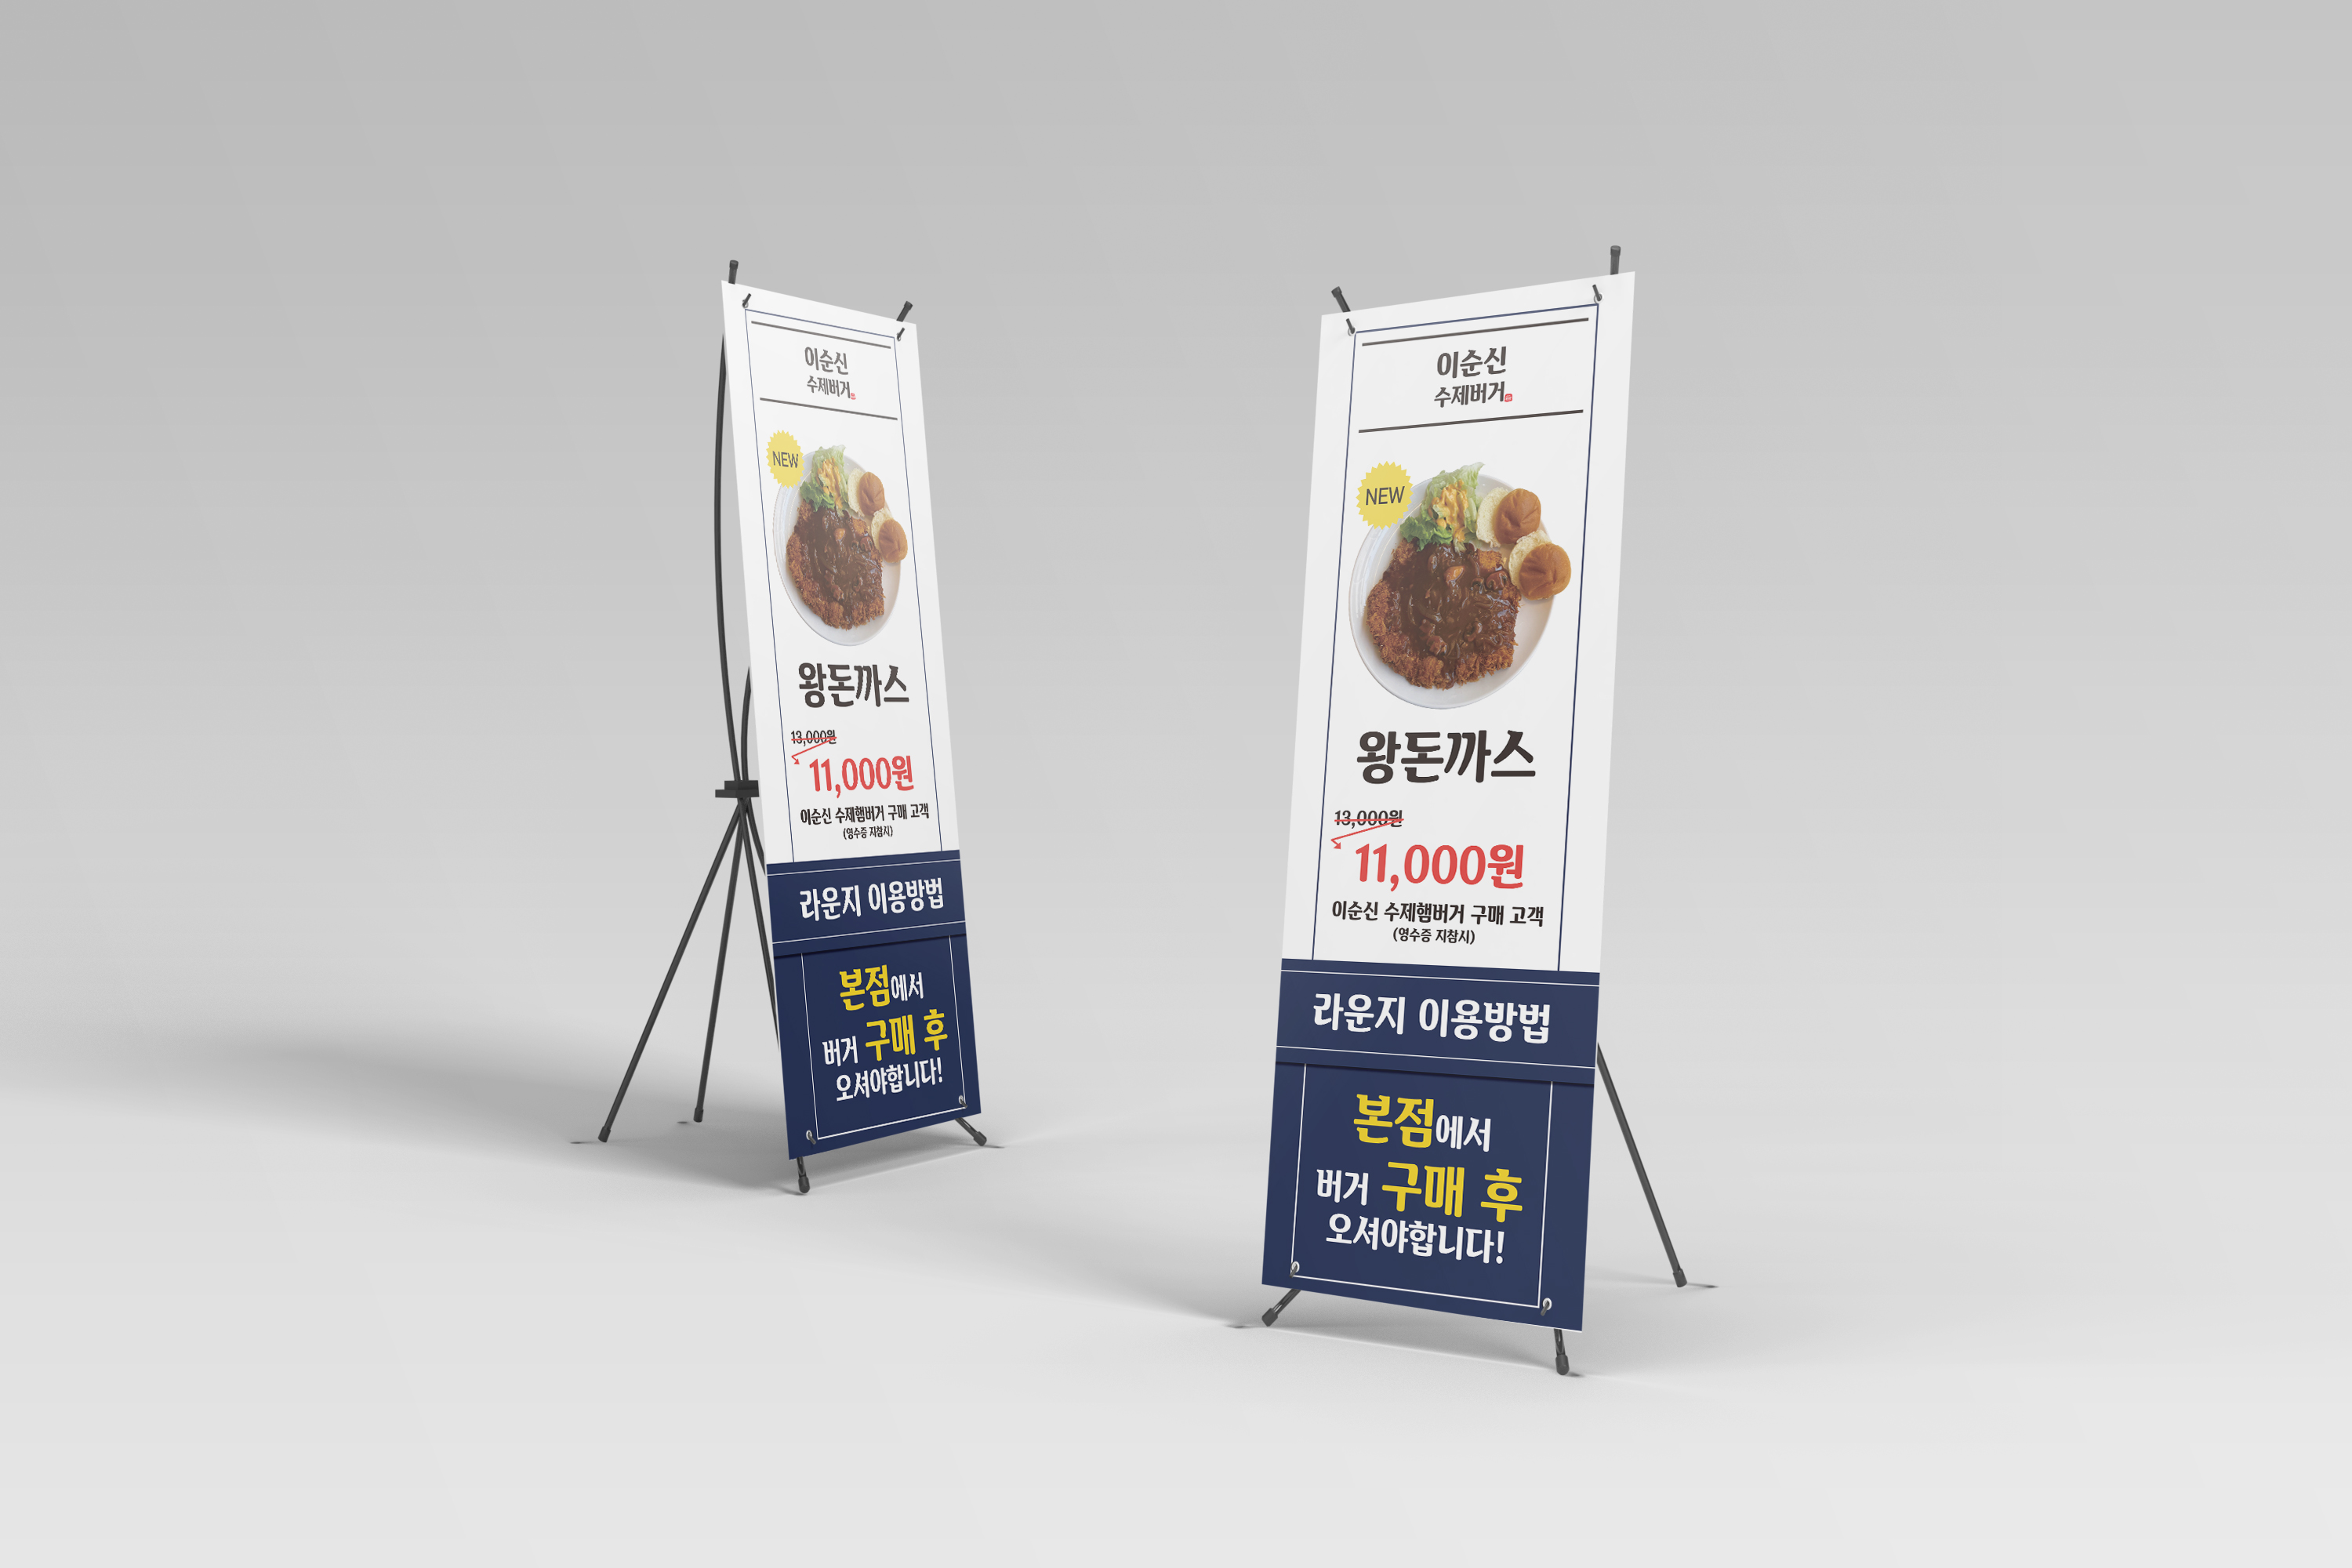 이순신
수제버거
NEW
왕돈까스
13,000원
11,000원
이순신 수제햄버거 구매 고객
(영수증 지참시)
라운지 이용방법
본점에서
버거 구매 후
오셔야합니다!
이순신
수제버거
NEW
왕돈까스
13,000원
11,000원
이순신 수제햄버거 구매 고객
(영수증 지참시)
라운지 이용방법
본점에서
버거 구매 후
오셔야합니다!